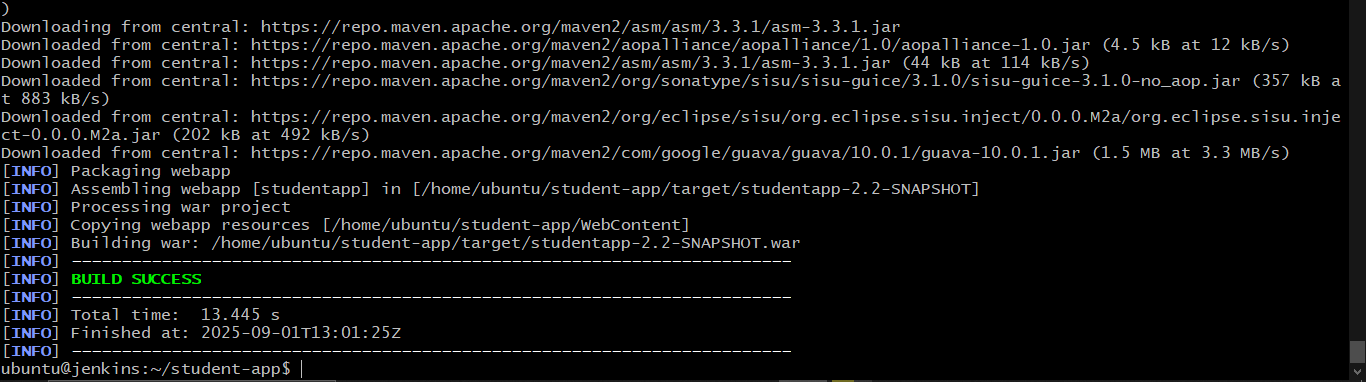 )
Downloading from central: https://repo.maven.apache.org/maven2/asm/asm/3.3.1/asm-3.3.1.jar
Downloaded from central: https://repo.maven.apache.org/maven2/aopalliance/aopalliance/1.0/aopalliance-1.0.jar (4.5 kB at 12 kB/s)
Downloaded from central: https://repo.maven.apache.org/maven2/asm/asm/3.3.1/asm-3.3.1.jar (44 kB at 114 kB/s)
Downloaded from central: https://repo.maven.apache.org/maven2/org/sonatype/sisu/sisu-guice/3.1.0/sisu-guice-3.1.0-no_aop.jar (357 kB a
t 883 kB/s)
Downloaded from central: https://repo.maven.apache.org/maven2/org/eclipse/sisu/org.eclipse.sisu.inject/0.0.0.M2a/org.eclipse.sisu.inje
ct-0.0.0.M2a.jar (202 kB at 492 kB/s)
Downloaded from central: https://repo.maven.apache.org/maven2/com/google/guava/guava/10.0.1/guava-10.0.1.jar (1.5 MB at 3.3 MB/s)
[INFO] Packaging webapp
[INFO] Assembling webapp [studentapp] in [/home/ubuntu/student-app/target/studentapp-2.2-SNAPSHOT]
[INFO] Processing war project
[INFO] Copying webapp resources [/home/ubuntu/student-app/WebContent]
[INFO] Building war: /home/ubuntu/student-app/target/studentapp-2.2-SNAPSHOT.war
[INFO] ------------------------------------------------------------------------
[INFO] BUILD SUCCESS
[INFO] ------------------------------------------------------------------------
[INFO] Total time:  13.445 s
[INFO] Finished at: 2025-09-01T13:01:25Z
[INFO] ------------------------------------------------------------------------
ubuntu@jenkins:~/student-app$